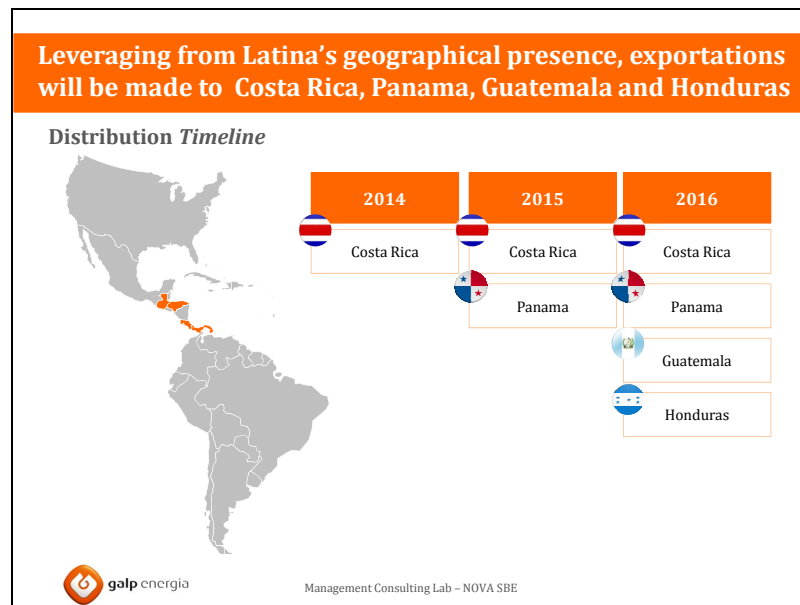 Leveraging from Latina's geographical presence, exportations
will be made to Costa Rica, Panama, Guatemala and Honduras
Distribution Timeline
2014 2015 2016
Costa Rica Costa Rica Costa Rica
Panama Panama
Guatemala
Honduras
galp energia
Management Consulting Lab – NOVA SBE